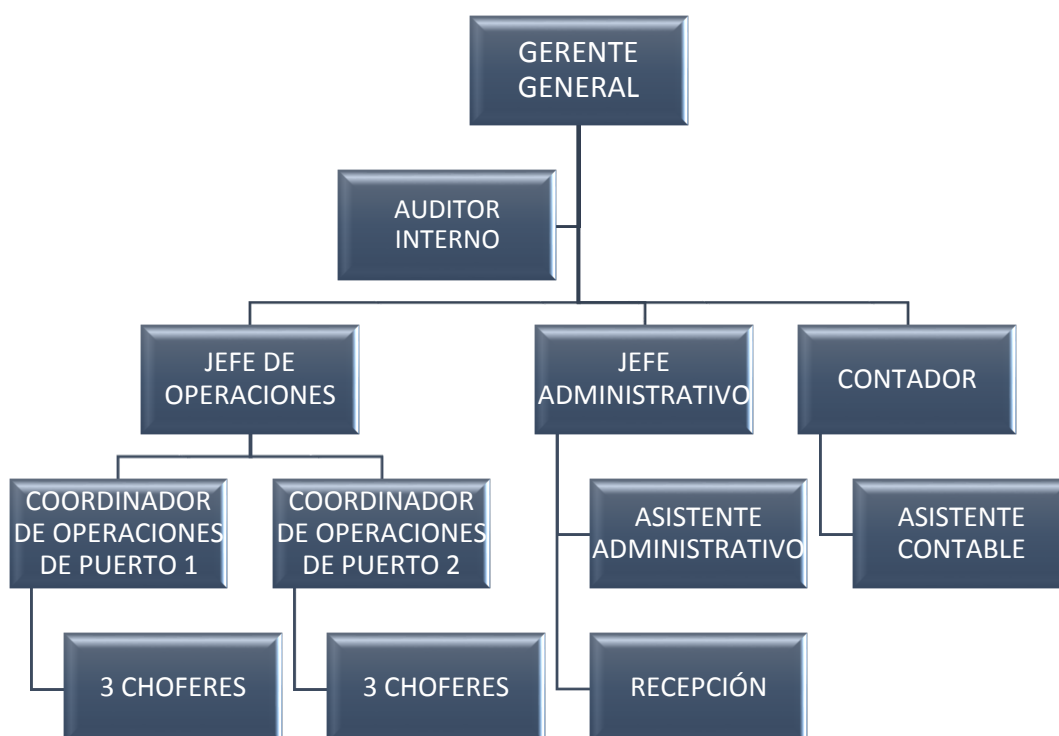 GERENTE
GENERAL
AUDITOR
INTERNO
JEFE DE
OPERACIONES
JEFE
ADMINISTRATIVO
CONTADOR
COORDINADOR
DE OPERACIONES
DE PUERTO 1
COORDINADOR
DE OPERACIONES
DE PUERTO 2
ASISTENTE
ADMINISTRATIVO
ASISTENTE
CONTABLE
3 CHOFERES
3 CHOFERES
RECEPCIÓN